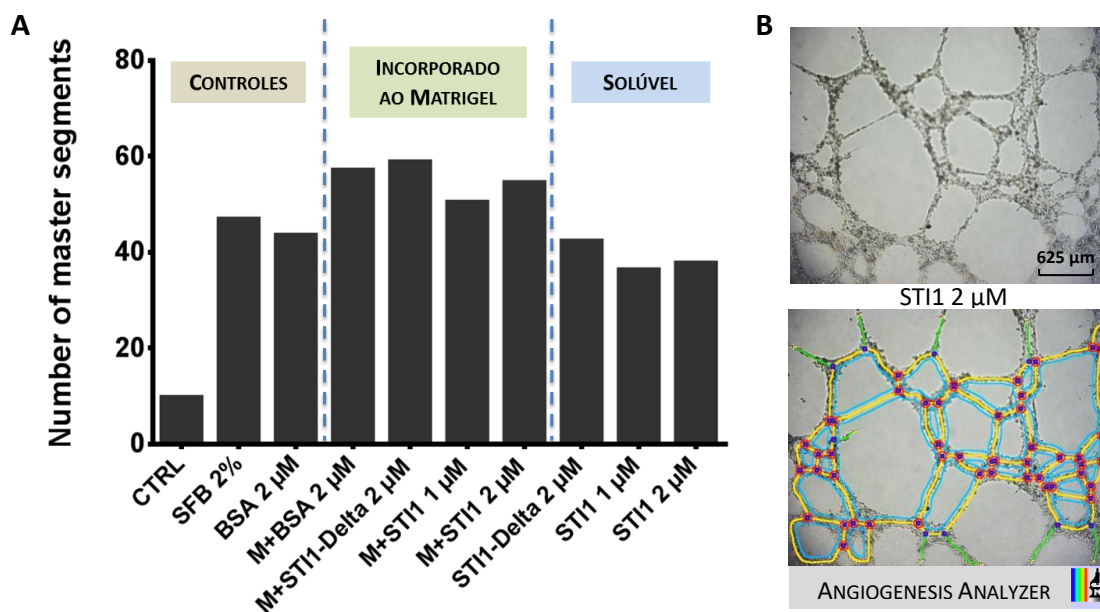 A
Number of master segments
80
60
40
20
0
CONTROLES
INCORPORADO
AO MATRIGEL
SOLÚVEL
CTRL
SFB 2%
BSA 2 µM
M+BSA 2 µM
M+STI1-Delta 2 µM
M+STI1 1 µM
M+STI1 2 µM
STI1-Delta 2 µM
STI1 1 µM
STI1 2 µM
B
625 µm
STI1 2 µM
ANGIOGENESIS ANALYZER